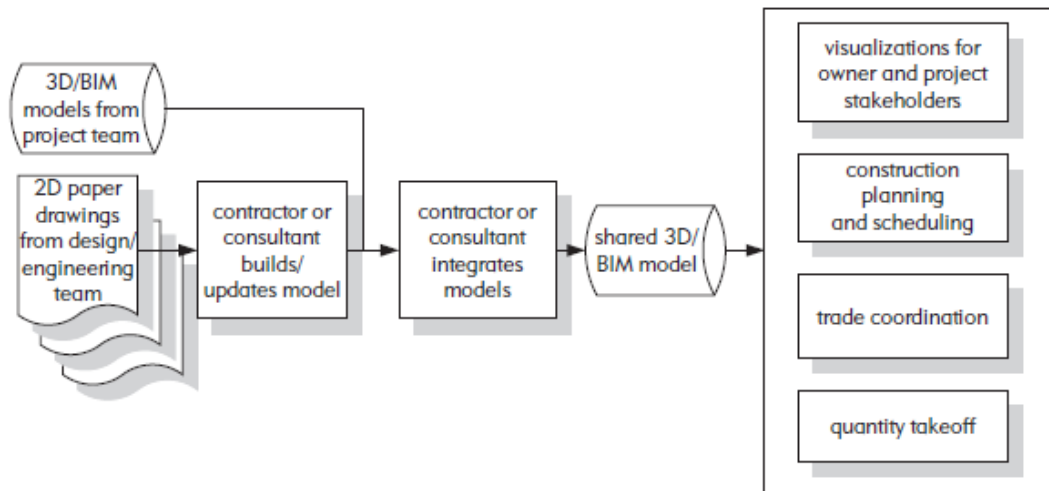 3D/BIM
models from
project team
2D paper
drawings
from design/
engineering
team
contractor or
consultant
builds/
updates model
contractor or
consultant
integrates
models
shared 3D/
BIM model
visualizations for
owner and project
stakeholders
construction
planning
and scheduling
trade coordination
quantity takeoff